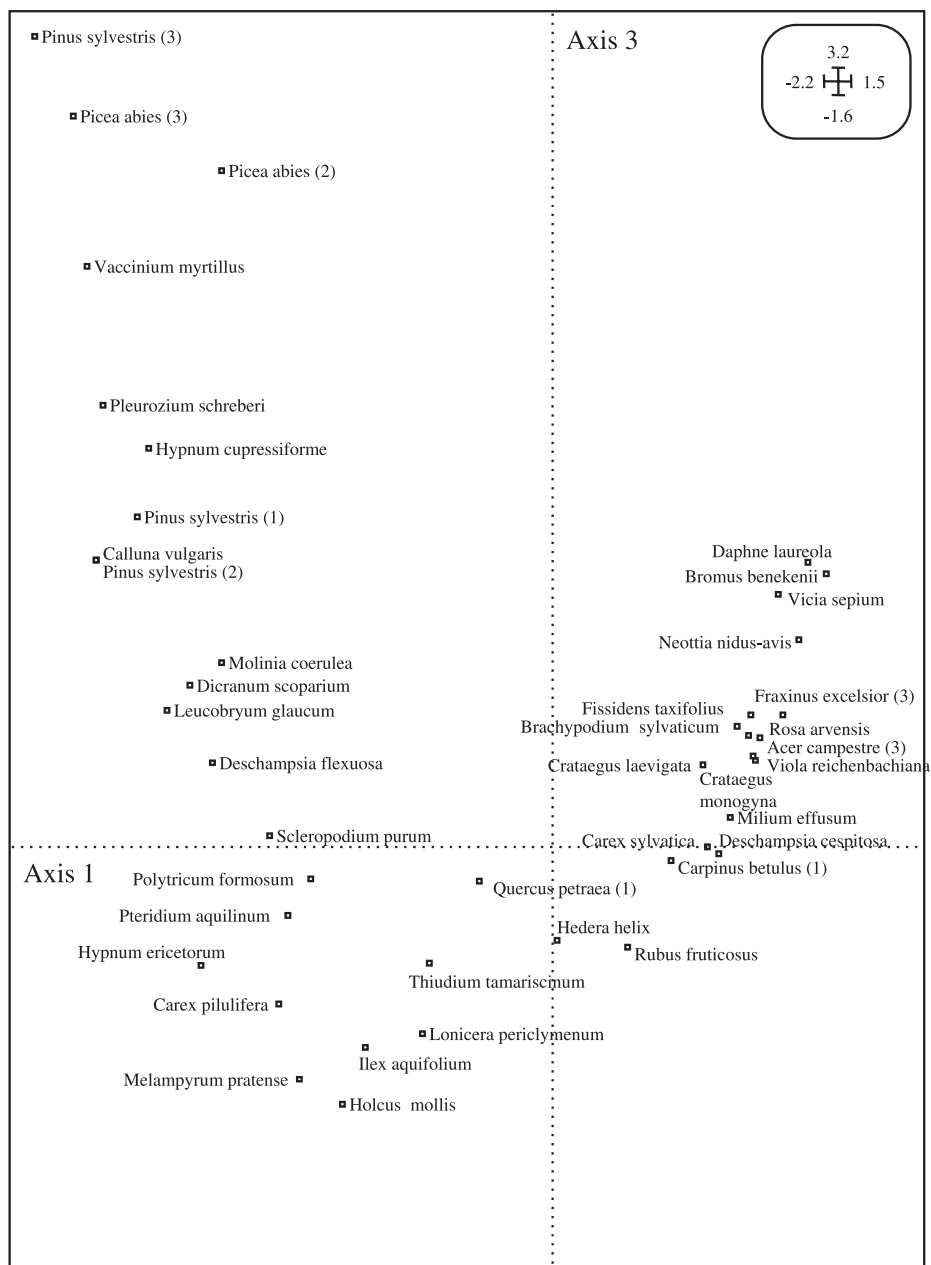 Pinus sylvestris (3)
Axis 3
3.2
-2.2 1.5
-1.6
Picea abies (3)
Picea abies (2)
Vaccinium myrtillus
Pleurozium schreberi
Hypnum cupressiforme
Pinus sylvestris (1)
Calluna vulgaris
Pinus sylvestris (2)
Daphne laureola
Bromus benekenii
Vicia sepium
Neottia nidus-avis
Molinia coerulea
Dicranum scoparium
Leucobryum glaucum
Fraxinus excelsior (3)
Fissidens taxifolius
Brachypodium sylvaticum
Rosa arvensis
Acer campestre (3)
Deschampsia flexuosa
Crataegus laevigata
Viola reichenbachiana
Crataegus
monogyna
Milium effusum
Scleropodium purum
Carex sylvatica
Deschampsia cespitosa
Axis 1
Polytricum formosum
Carpinus betulus (1)
Quercus petraea (1)
Pteridium aquilinum
Hedera helix
Hypnum ericetorum
Rubus fruticosus
Thiudium tamariscinum
Carex pilulifera
Lonicera periclymenum
Ilex aquifolium
Melampyrum pratense
Holcus mollis